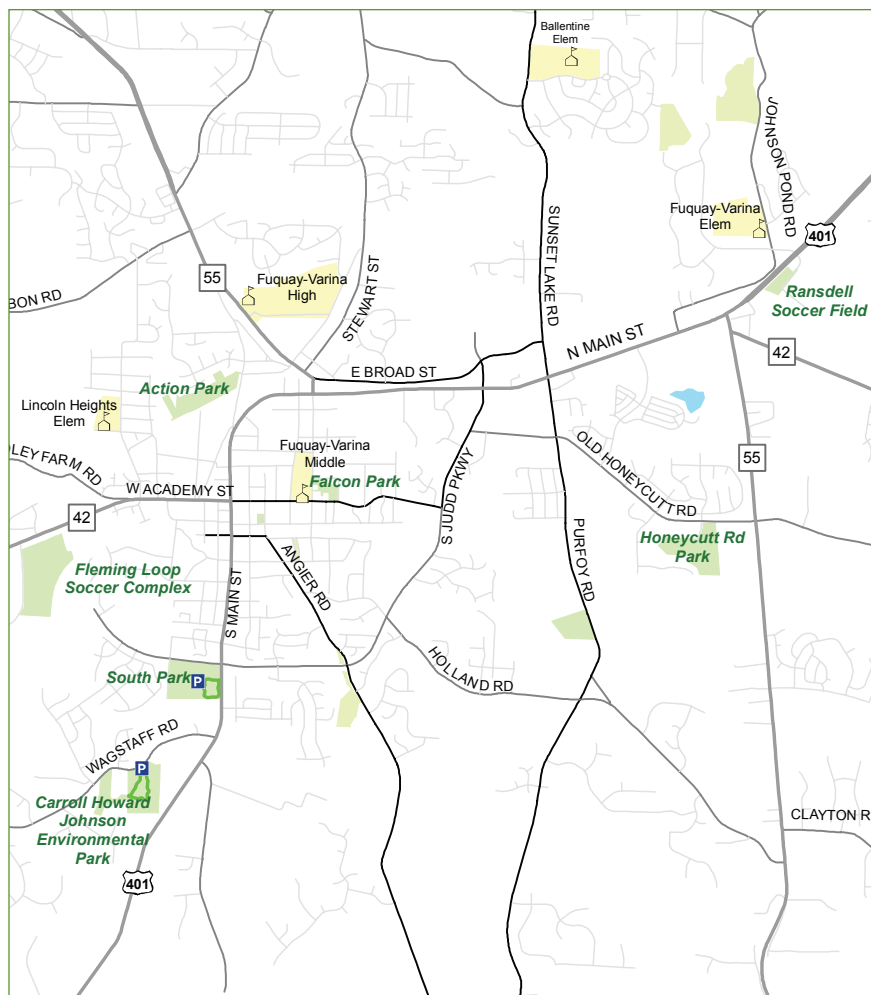 Ballentine
Elem
JOHNSON POND RD
Fuquay-Varina
Elem
401
SUNSET LAKE RD
55
Fuquay-Varina
High
STEWART ST
BON RD
Ransdell
Soccer Field
N MAIN ST
42
E BROAD ST
Action Park
Lincoln Heights
Elem
Fuquay-Varina
Middle
Falcon Park
OLD HONEYCUTT RD
55
DLEY FARM RD
W ACADEMY ST
42
S JUDD PKWY
Honeycutt Rd
Park
PURFOY RD
ANGIER RD
Fleming Loop
Soccer Complex
S MAIN ST
HOLLAND RD
South Park
P
WAGSTAFF RD
P
Carroll Howard
Johnson
Environmental
Park
CLAYTON R
401